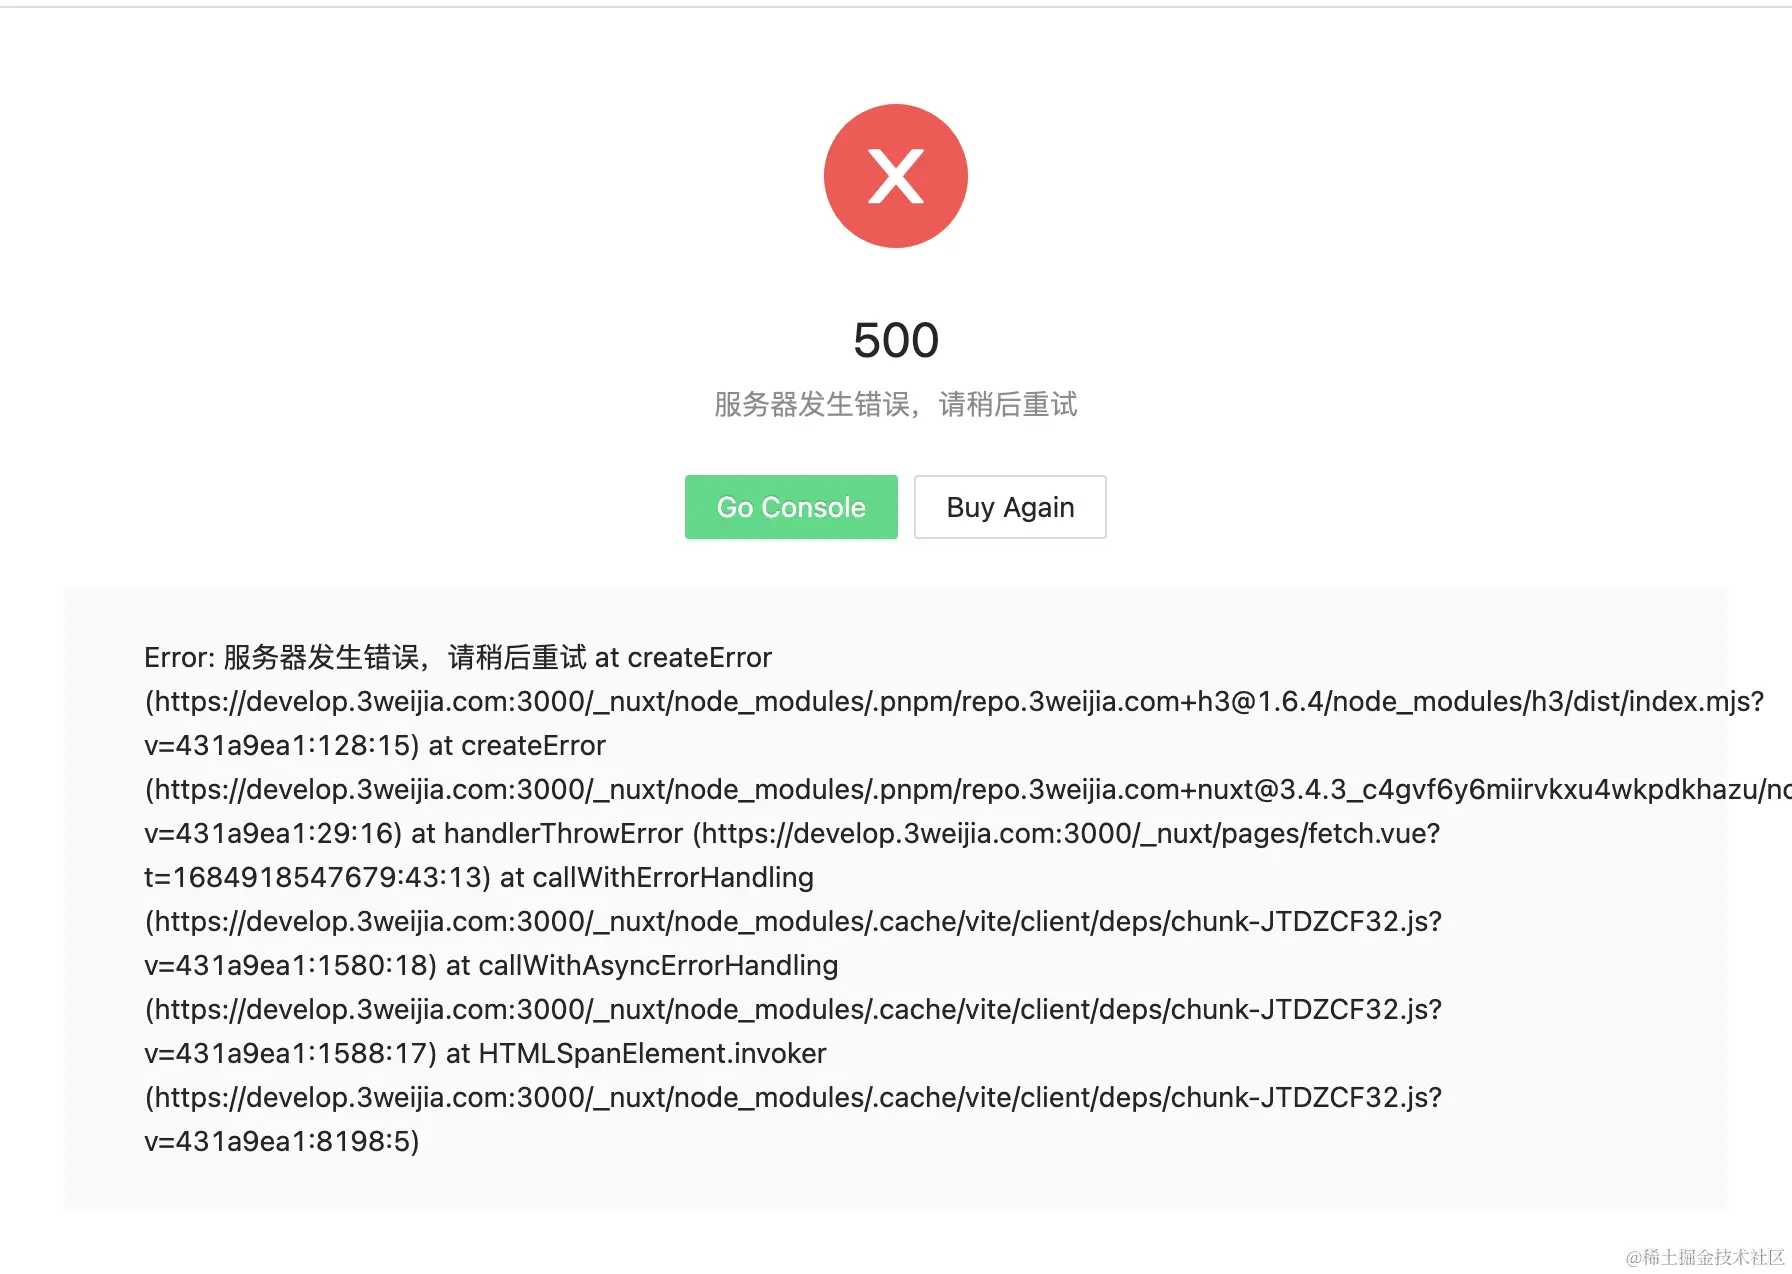 X
500
服务器发生错误，请稍后重试
Go Console
Buy Again
Error: 服务器发生错误，请稍后重试 at createError
(https://develop.3weijia.com:3000/_nuxt/node_modules/.pnpm/repo.3weijia.com+h3@1.6.4/node_modules/h3/dist/index.mjs?
v=431a9ea1:128:15) at createError
(https://develop.3weijia.com:3000/_nuxt/node_modules/.pnpm/repo.3weijia.com+nuxt@3.4.3_c4gvf6y6miirvkxu4wkpdkhazu/no
v=431a9ea1:29:16) at handlerThrowError (https://develop.3weijia.com:3000/_nuxt/pages/fetch.vue?
t=1684918547679:43:13) at callWithErrorHandling
(https://develop.3weijia.com:3000/_nuxt/node_modules/.cache/vite/client/deps/chunk-JTDZCF32.js?
v=431a9ea1:1580:18) at callWithAsyncErrorHandling
(https://develop.3weijia.com:3000/_nuxt/node_modules/.cache/vite/client/deps/chunk-JTDZCF32.js?
v=431a9ea1:1588:17) at HTMLSpanElement.invoker
(https://develop.3weijia.com:3000/_nuxt/node_modules/.cache/vite/client/deps/chunk-JTDZCF32.js?
v=431a9ea1:8198:5)
@稀土掘金技术社区